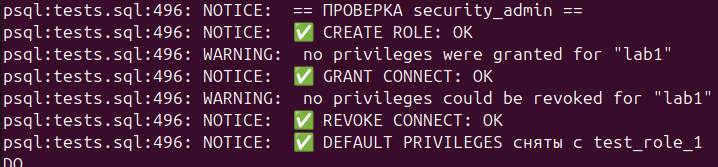 psql:tests.sql:496: NOTICE:  == ПРОВЕРКА security_admin ==
psql:tests.sql:496: NOTICE:  ✅ CREATE ROLE: OK
psql:tests.sql:496: WARNING:  no privileges were granted for "lab1"
psql:tests.sql:496: NOTICE:  ✅ GRANT CONNECT: OK
psql:tests.sql:496: WARNING:  no privileges could be revoked for "lab1"
psql:tests.sql:496: NOTICE:  ✅ REVOKE CONNECT: OK
psql:tests.sql:496: NOTICE:  ✅ DEFAULT PRIVILEGES сняты с test_role_1
DO